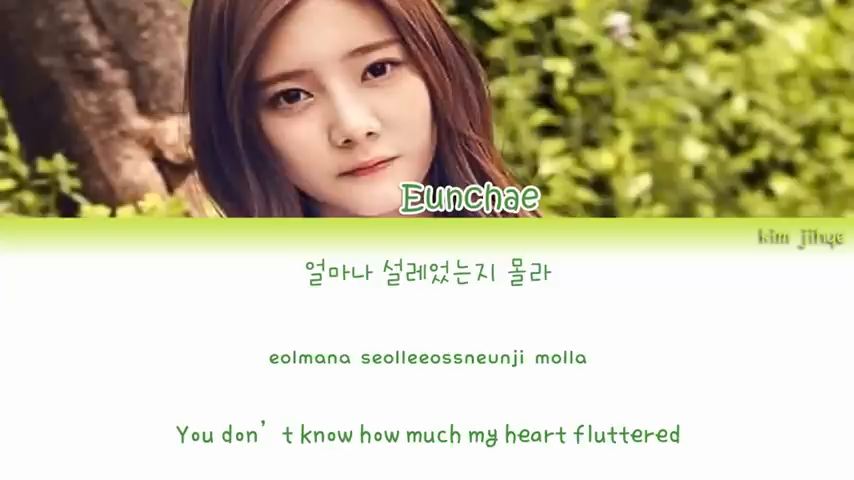 Eunchae
kim jihye
얼마나 설레었는지 몰라
eolmana seolleeossneunji molla
You don't know how much my heart fluttered